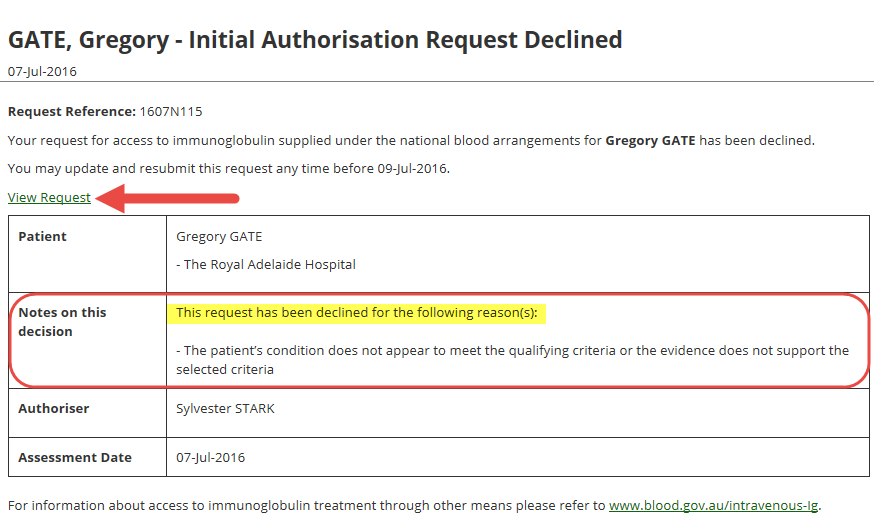 GATE, Gregory - Initial Authorisation Request Declined
07-Jul-2016
Request Reference: 1607N115
Your request for access to immunoglobulin supplied under the national blood arrangements for Gregory GATE has been declined.
You may update and resubmit this request any time before 09-Jul-2016.
View Request
Patient
Gregory GATE
- The Royal Adelaide Hospital
Notes on this
decision
This request has been declined for the following reason(s):
- The patient's condition does not appear to meet the qualifying criteria or the evidence does not support the
selected criteria
Authoriser
Sylvester STARK
Assessment Date
07-Jul-2016
For information about access to immunoglobulin treatment through other means please refer to www.blood.gov.au/intravenous-Ig.